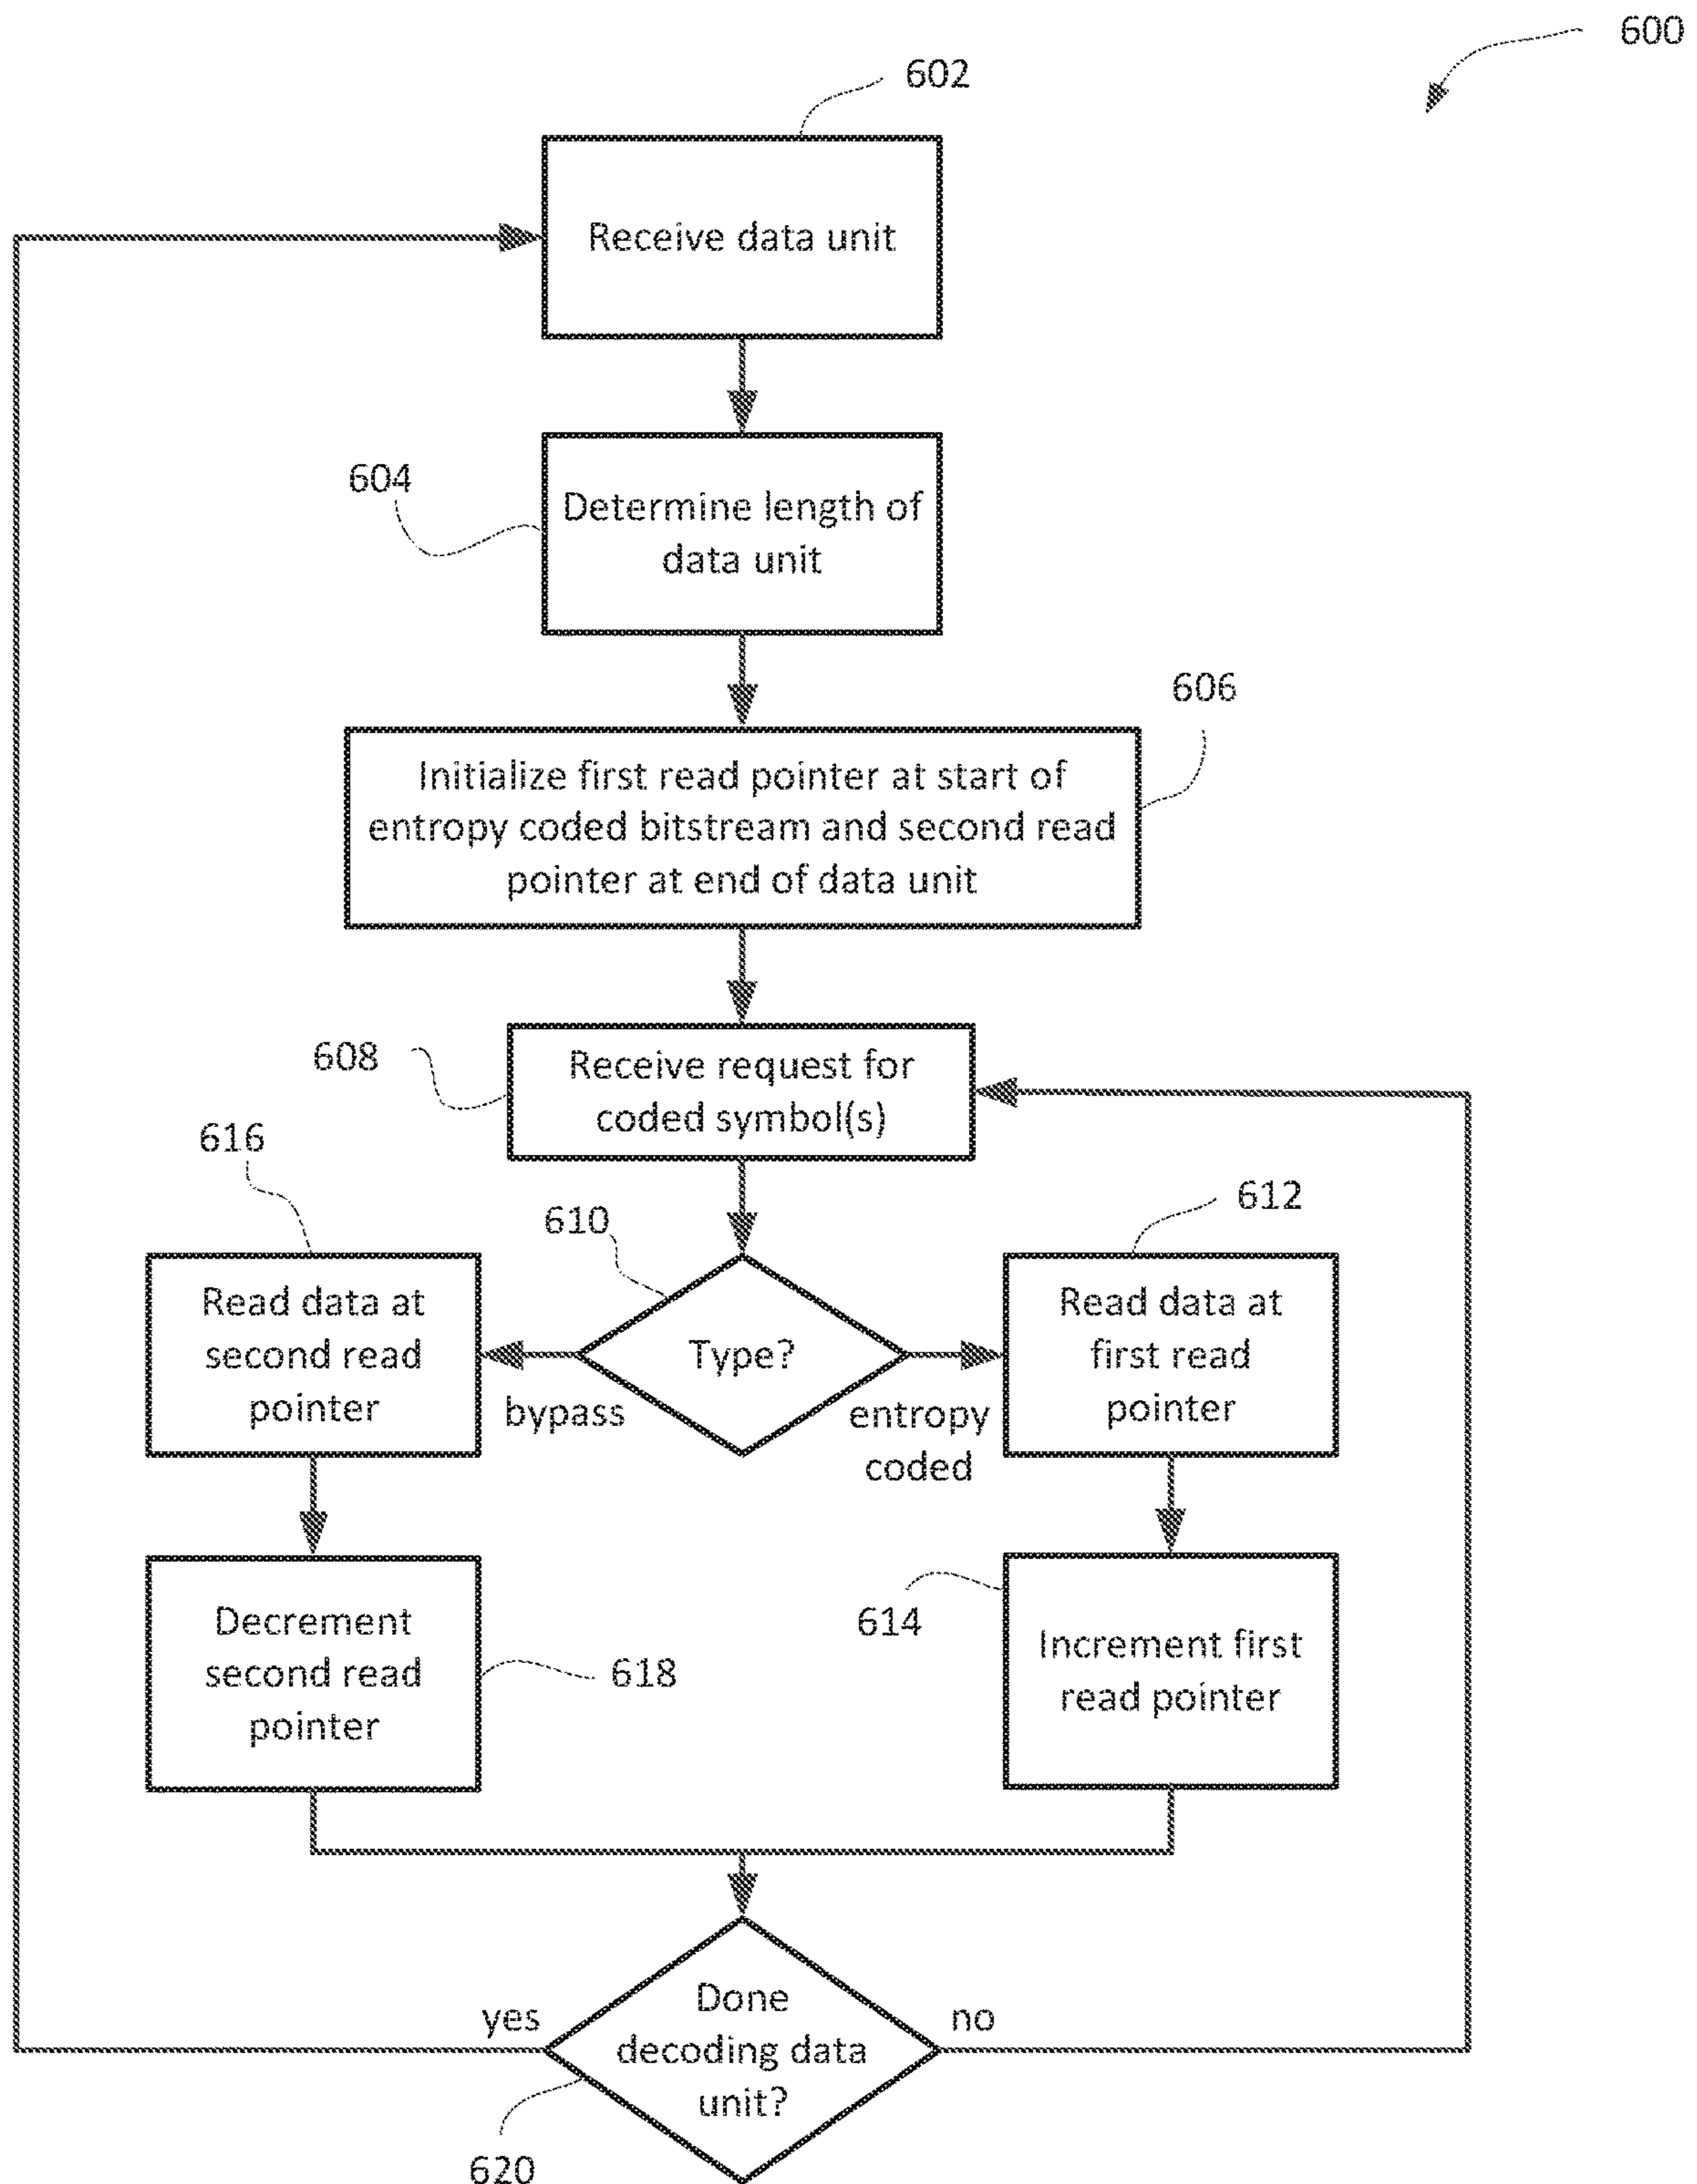 600
602
Receive data unit
604
Determine length of
data unit
606
Initialize first read pointer at start of
entropy coded bitstream and second read
pointer at end of data unit
608
Receive request for
coded symbol(s)
616
610
612
Read data at
second read
pointer
Type?
Read data at
first read
pointer
bypass
entropy
coded
Decrement
second read
pointer
618
614
Increment first
read pointer
yes
Done
decoding data
unit?
no
620